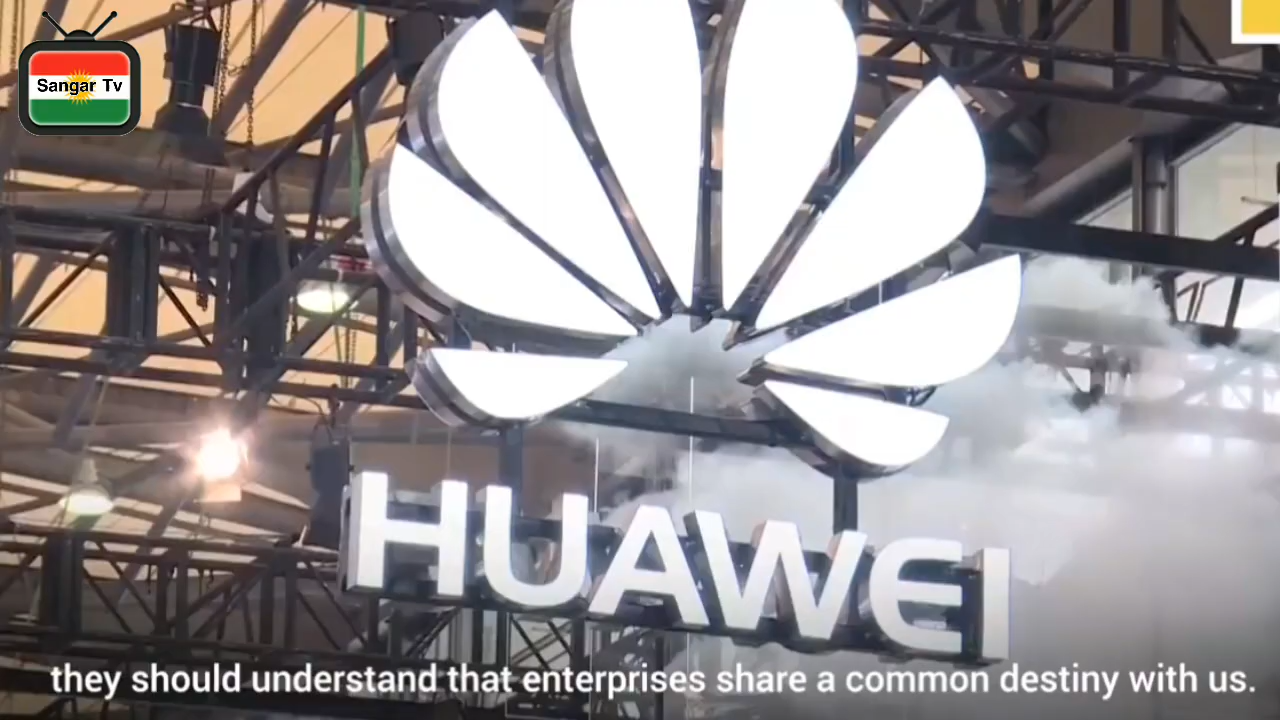 Sangar Tv
HUAWEI
they should understand that enterprises share a common destiny with us.